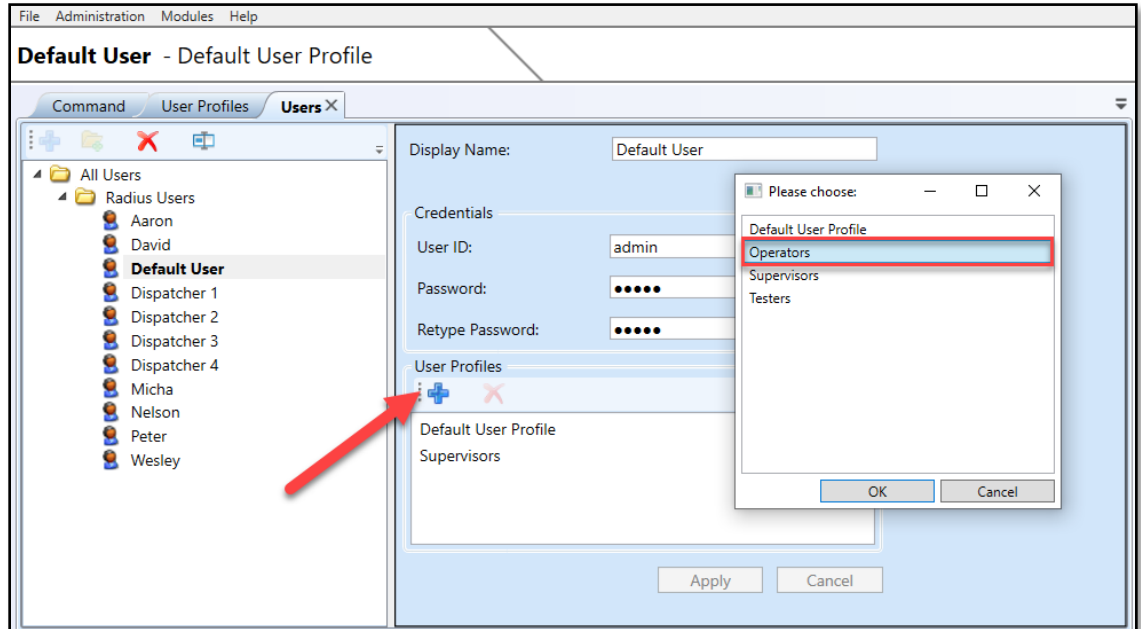 File Administration Modules Help
Default User - Default User Profile
Command User Profiles Users
All Users
Radius Users
Aaron
David
Default User
Dispatcher 1
Dispatcher 2
Dispatcher 3
Dispatcher 4
Micha
Nelson
Peter
Wesley
Display Name: Default User
Credentials
User ID: admin
Password: ●●●●●
Retype Password: ●●●●●
User Profiles
Default User Profile
Supervisors
Apply Cancel
Please choose:
Default User Profile
Operators
Supervisors
Testers
OK Cancel